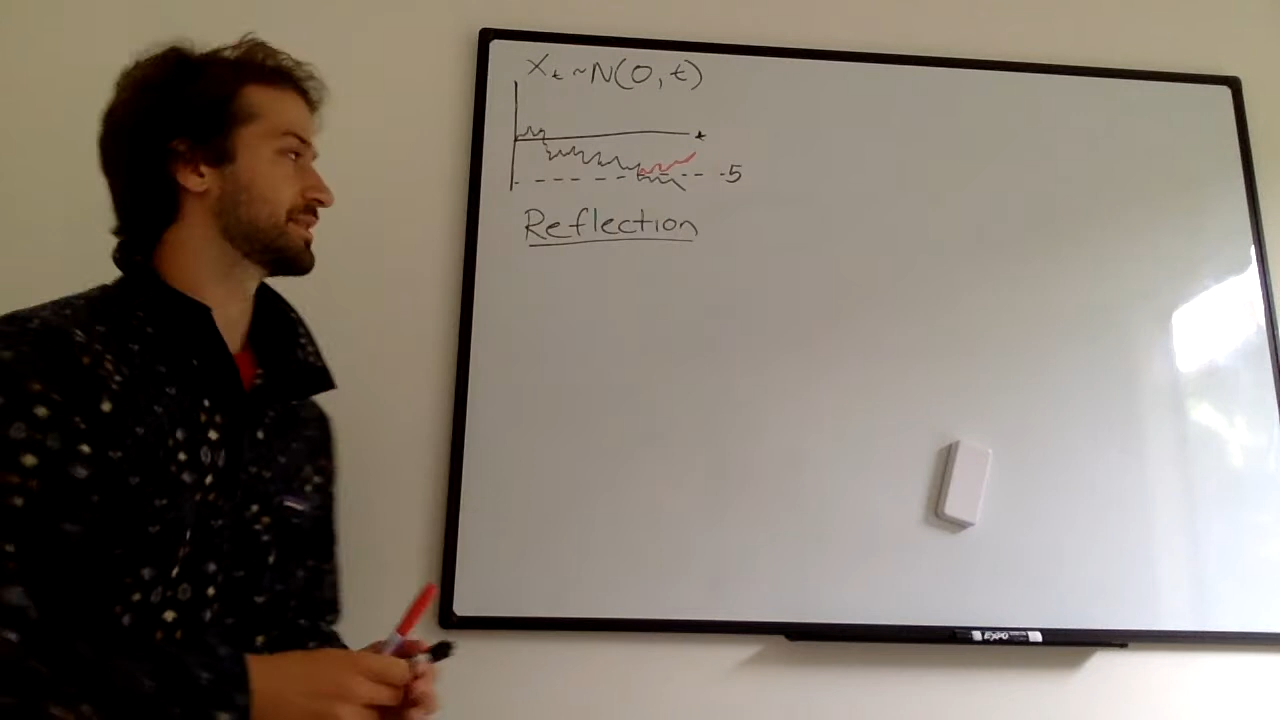 Xt ~ N(0, t)
t
-5
Reflection
EXPO